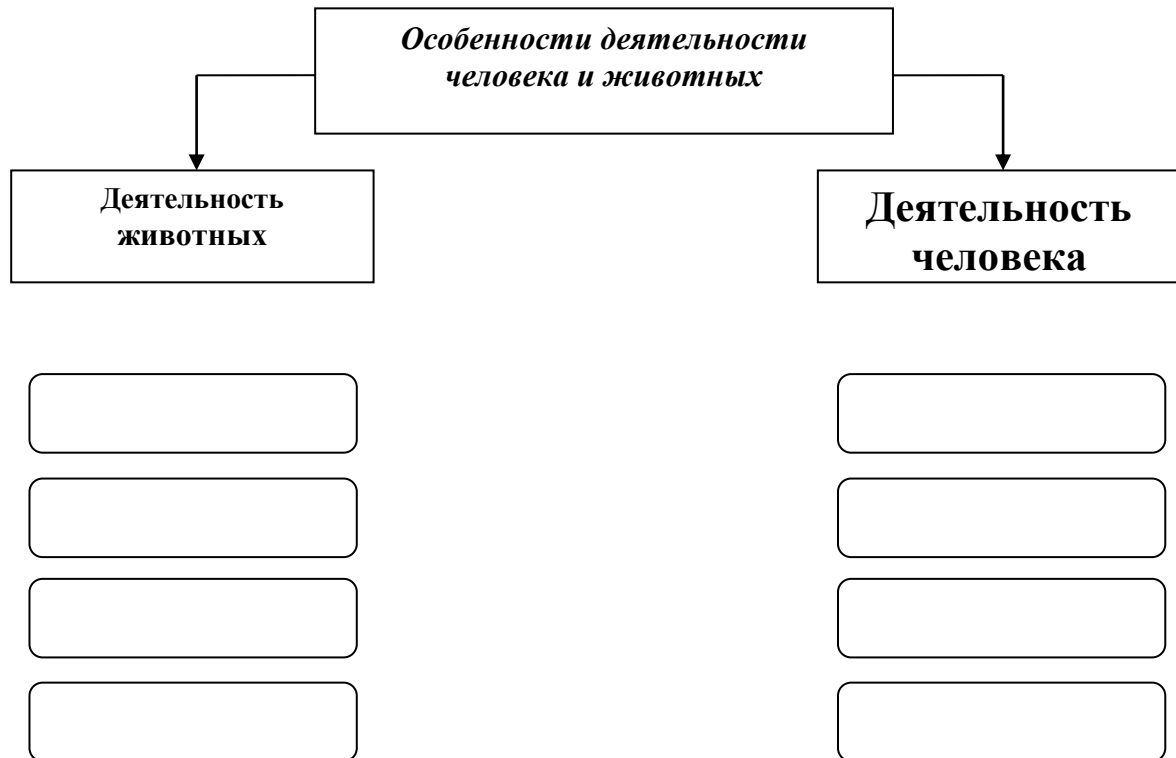 Особенности деятельности
человека и животных
Деятельность
животных
Деятельность
человека